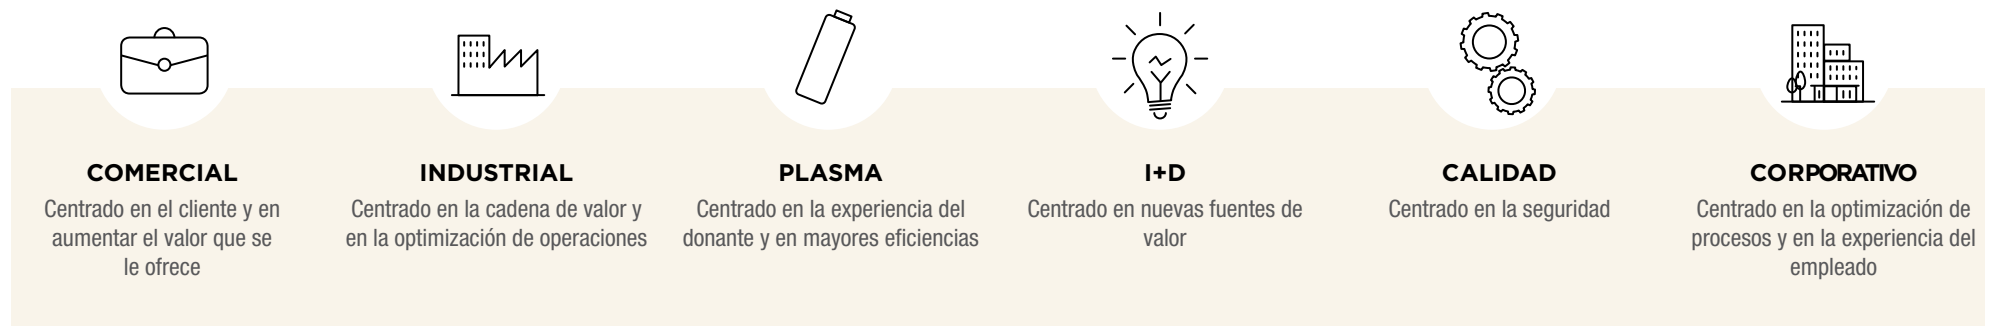 COMERCIAL
Centrado en el cliente y en
aumentar el valor que se
le ofrece
INDUSTRIAL
Centrado en la cadena de valor y
en la optimización de operaciones
PLASMA
Centrado en la experiencia del
donante y en mayores eficiencias
I+D
Centrado en nuevas fuentes de
valor
CALIDAD
Centrado en la seguridad
CORPORATIVO
Centrado en la optimización de
procesos y en la experiencia del
empleado